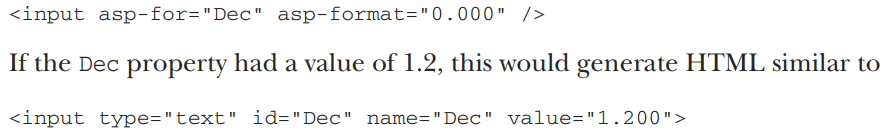 <input asp-for="Dec" asp-format="0.000" />
If the Dec property had a value of 1.2, this would generate HTML similar to
<input type="text" id="Dec" name="Dec" value="1.200">